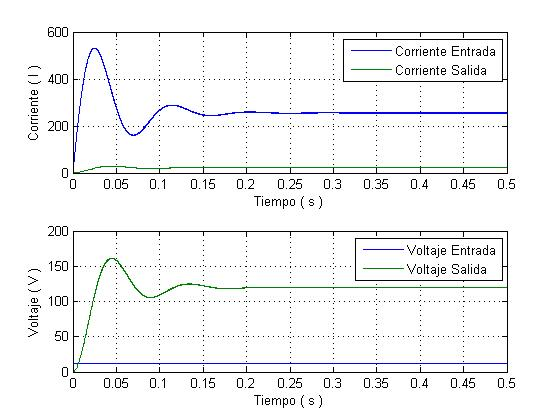 600
400
200
0
Corriente ( I )
Corriente Entrada
Corriente Salida
0 0.05 0.1 0.15 0.2 0.25 0.3 0.35 0.4 0.45 0.5
Tiempo ( s )
200
150
100
50
0
Voltaje ( V )
Voltaje Entrada
Voltaje Salida
0 0.05 0.1 0.15 0.2 0.25 0.3 0.35 0.4 0.45 0.5
Tiempo ( s )